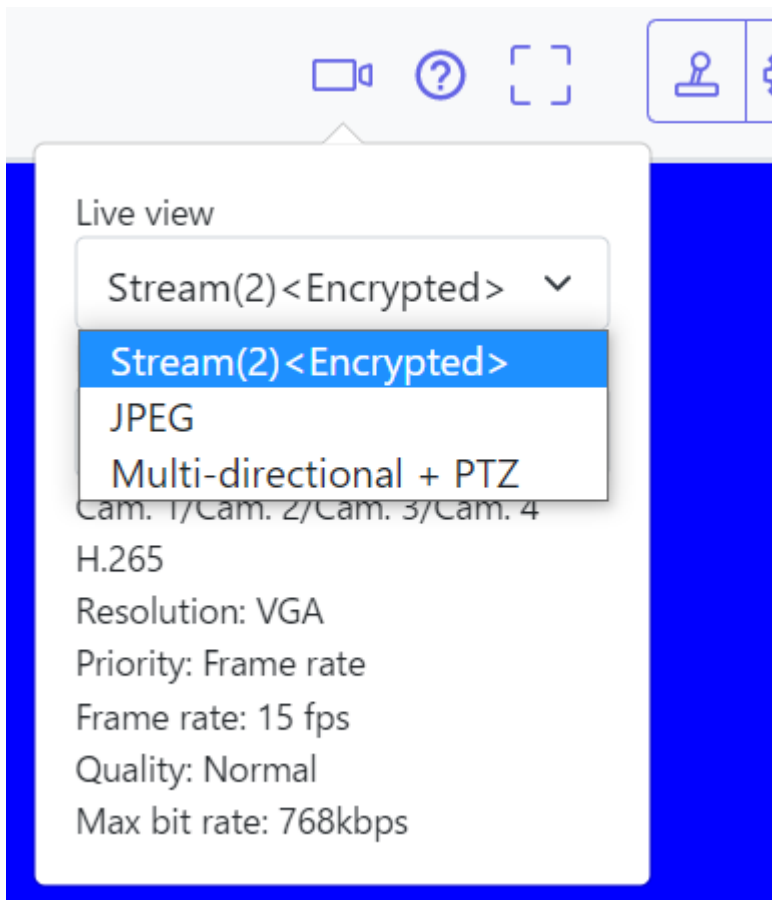 Live view
Stream(2)<Encrypted>
Stream(2)<Encrypted>
JPEG
Multi-directional + PTZ
Cam. 1/Cam. 2/Cam. 3/Cam. 4
H.265
Resolution: VGA
Priority: Frame rate
Frame rate: 15 fps
Quality: Normal
Max bit rate: 768kbps